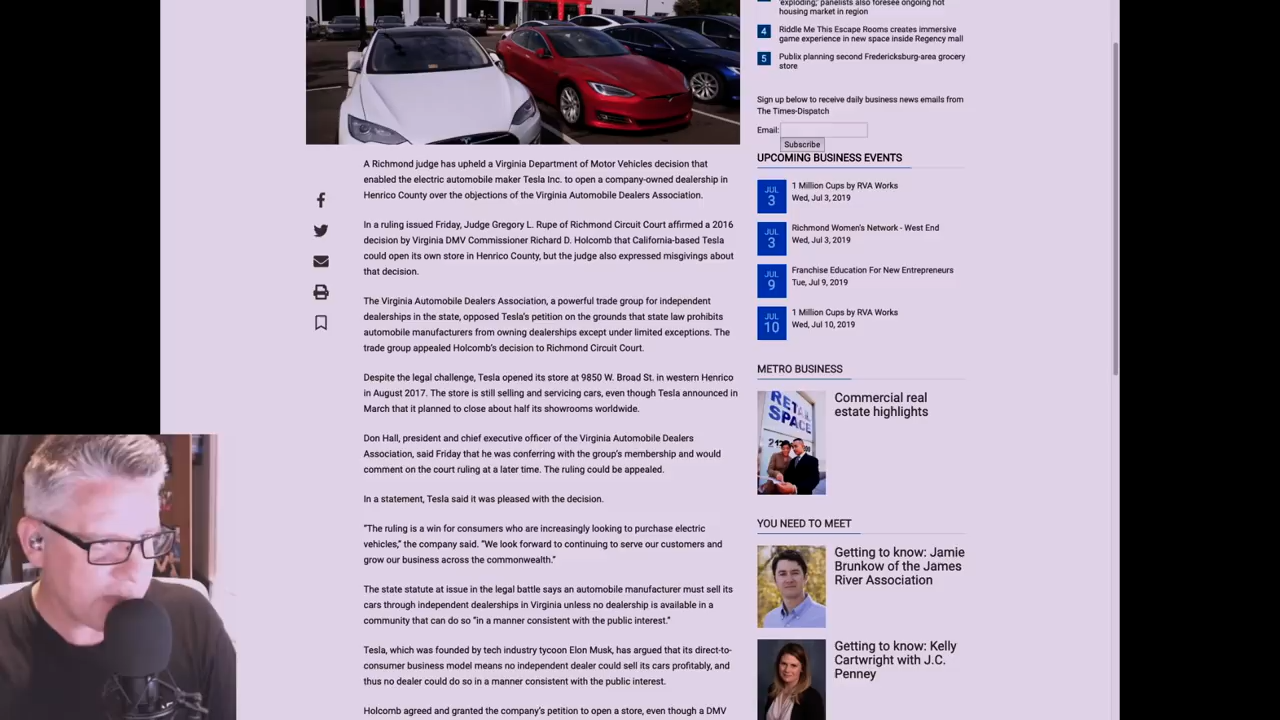 A Richmond judge has upheld a Virginia Department of Motor Vehicles decision that
enabled the electric automobile maker Tesla Inc. to open a company-owned dealership in
Henrico County over the objections of the Virginia Automobile Dealers Association.
In a ruling issued Friday, Judge Gregory L. Rupe of Richmond Circuit Court affirmed a 2016
decision by Virginia DMV Commissioner Richard D. Holcomb that California-based Tesla
could open its own store in Henrico County, but the judge also expressed misgivings about
that decision.
The Virginia Automobile Dealers Association, a powerful trade group for independent
dealerships in the state, opposed Tesla's petition on the grounds that state law prohibits
automobile manufacturers from owning dealerships except under limited exceptions. The
trade group appealed Holcomb's decision to Richmond Circuit Court.
Despite the legal challenge, Tesla opened its store at 9850 W. Broad St. in western Henrico
in August 2017. The store is still selling and servicing cars, even though Tesla announced in
March that it planned to close about half its showrooms worldwide.
Don Hall, president and chief executive officer of the Virginia Automobile Dealers
Association, said Friday that he was conferring with the group's membership and would
comment on the court ruling at a later time. The ruling could be appealed.
In a statement, Tesla said it was pleased with the decision.
"The ruling is a win for consumers who are increasingly looking to purchase electric
vehicles," the company said. "We look forward to continuing to serve our customers and
grow our business across the commonwealth."
The state statute at issue in the legal battle says an automobile manufacturer must sell its
cars through independent dealerships in Virginia unless no dealership is available in a
community that can do so "in a manner consistent with the public interest."
Tesla, which was founded by tech industry tycoon Elon Musk, has argued that its direct-to-
consumer business model means no independent dealer could sell its cars profitably, and
thus no dealer could do so in a manner consistent with the public interest.
Holcomb agreed and granted the company's petition to open a store, even though a DMV
'exploding;' panelists also foresee ongoing hot
housing market in region
4
Riddle Me This Escape Rooms creates immersive
game experience in new space inside Regency mall
5
Publix planning second Fredericksburg-area grocery
store
Sign up below to receive daily business news emails from
The Times-Dispatch
Email:
Subscribe
UPCOMING BUSINESS EVENTS
JUL
3
1 Million Cups by RVA Works
Wed, Jul 3, 2019
JUL
3
Richmond Women's Network - West End
Wed, Jul 3, 2019
JUL
9
Franchise Education For New Entrepreneurs
Tue, Jul 9, 2019
JUL
10
1 Million Cups by RVA Works
Wed, Jul 10, 2019
METRO BUSINESS
RETAIL
SPACE
Commercial real
estate highlights
YOU NEED TO MEET
Getting to know: Jamie
Brunkow of the James
River Association
Getting to know: Kelly
Cartwright with J.C.
Penney